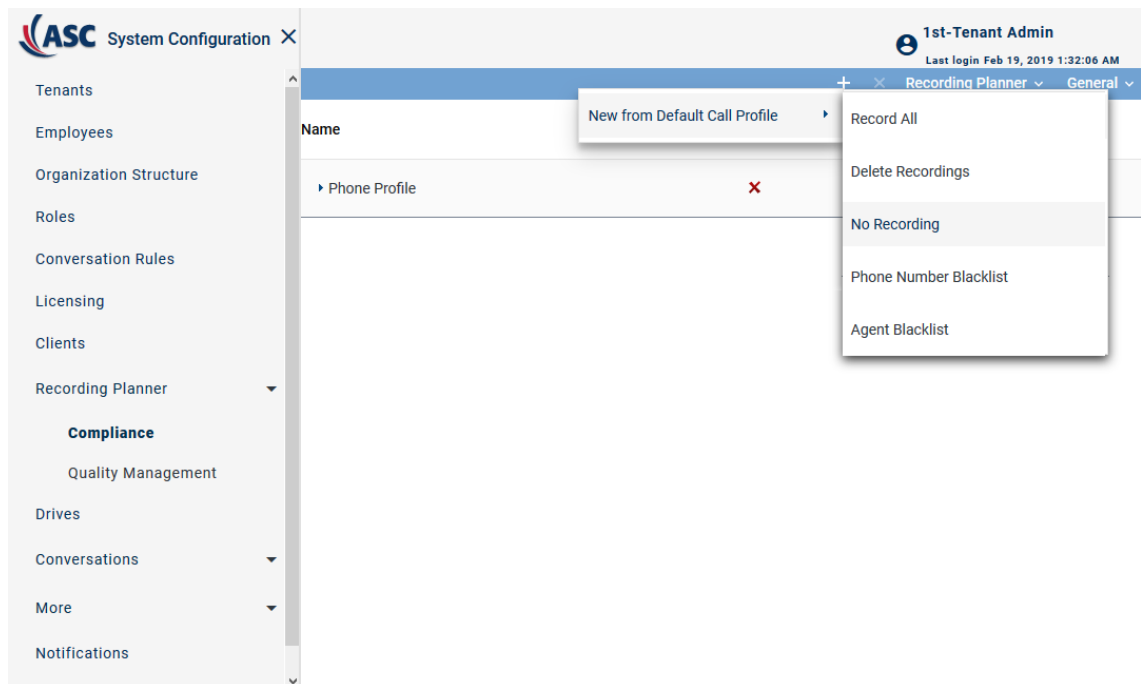 ASC System Configuration
1st-Tenant Admin
Last login Feb 19, 2019 1:32:06 AM
Recording Planner General
Tenants
Employees
Organization Structure
Roles
Conversation Rules
Licensing
Clients
Recording Planner
Compliance
Quality Management
Drives
Conversations
More
Notifications
Name
Phone Profile
New from Default Call Profile
Record All
Delete Recordings
No Recording
Phone Number Blacklist
Agent Blacklist